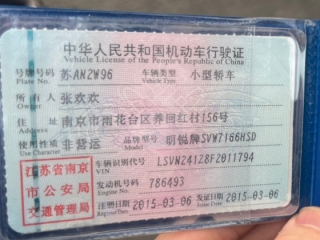 中华人民共和国机动车行驶证
Vehicle License of the People's Republic of China
号牌号码 苏AN2W96 车辆类型 小型轿车
Plate No. Vehicle Type
所有人 张欢欢
Owner
住址 南京市雨花台区养回红村156号
Address
使用性质 非营运 品牌型号 明锐牌SVW7166HSD
Use Character Model
江苏省南京 车辆识别代号 LSVN24128F2011794
VIN
市公安局 发动机号码 786493
Engine No.
交通管理局 注册日期 2015-03-06 发证日期 2015-03-06
Register Date Issue Date